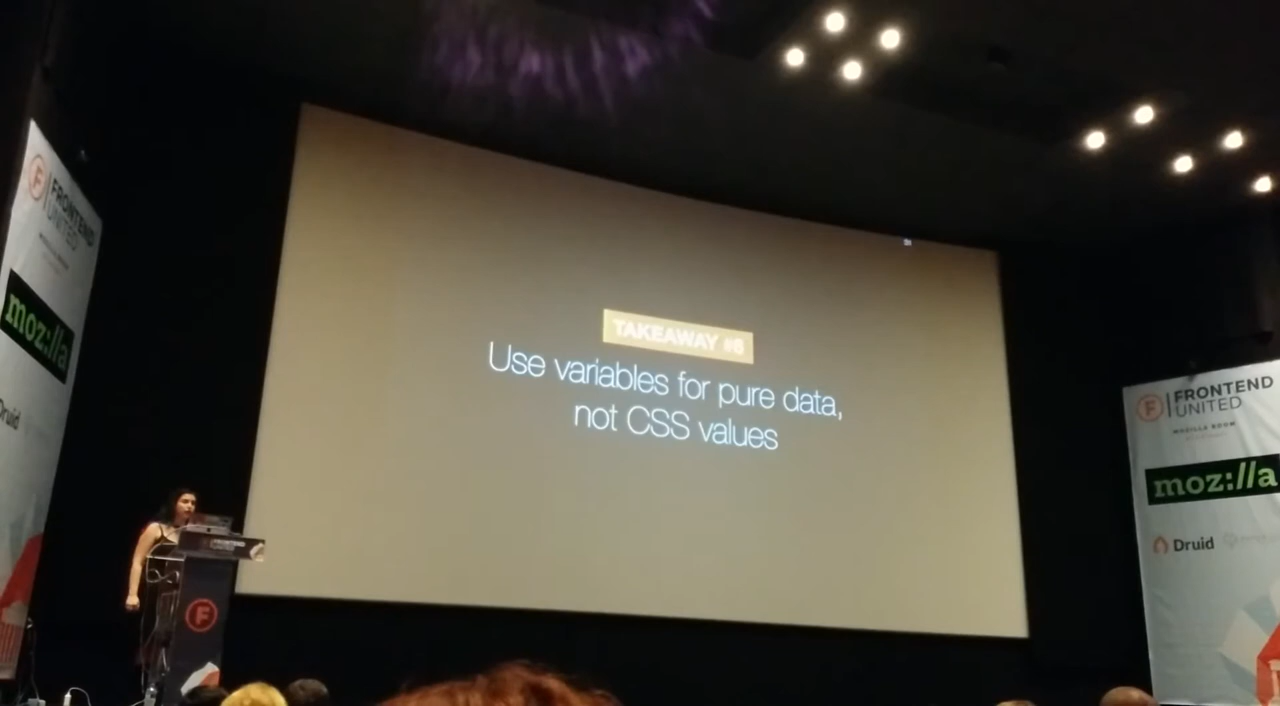 F FRONTEND
UNITED
moz://a
Druid
TAKEAWAY #6
Use variables for pure data,
not CSS values
FRONTEND
F
F FRONTEND
UNITED
MOZILLA ROOM
moz://a
Druid